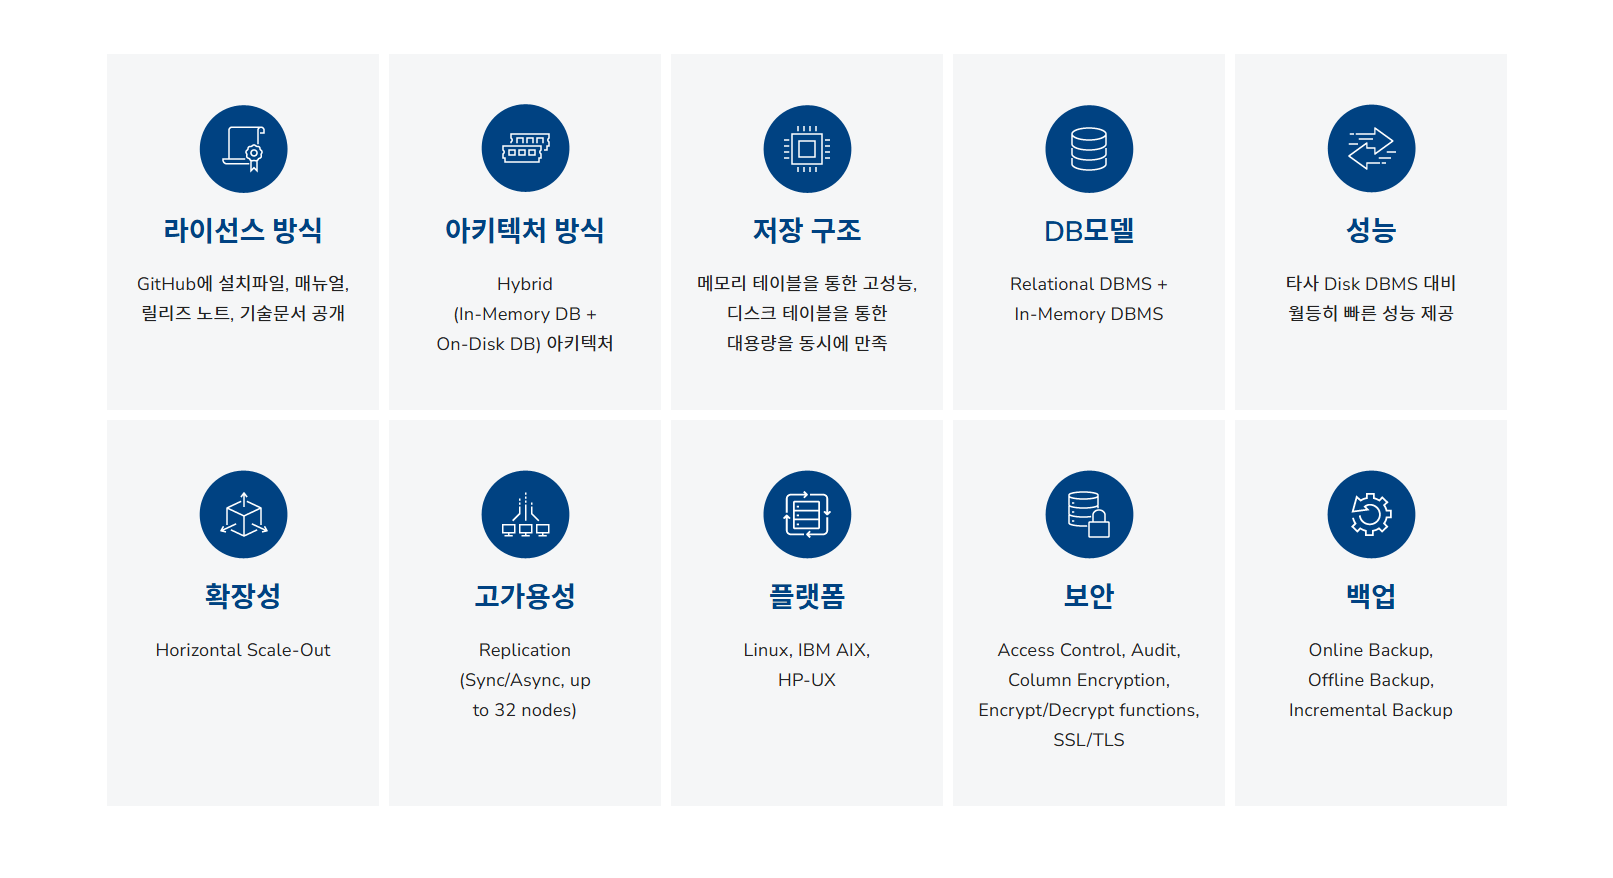 라이선스 방식
GitHub에 설치파일, 매뉴얼,
릴리즈 노트, 기술문서 공개
아키텍처 방식
Hybrid
(In-Memory DB +
On-Disk DB) 아키텍처
저장 구조
메모리 테이블을 통한 고성능,
디스크 테이블을 통한
대용량을 동시에 만족
DB모델
Relational DBMS +
In-Memory DBMS
성능
타사 Disk DBMS 대비
월등히 빠른 성능 제공
확장성
Horizontal Scale-Out
고가용성
Replication
(Sync/Async, up
to 32 nodes)
플랫폼
Linux, IBM AIX,
HP-UX
보안
Access Control, Audit,
Column Encryption,
Encrypt/Decrypt functions,
SSL/TLS
백업
Online Backup,
Offline Backup,
Incremental Backup